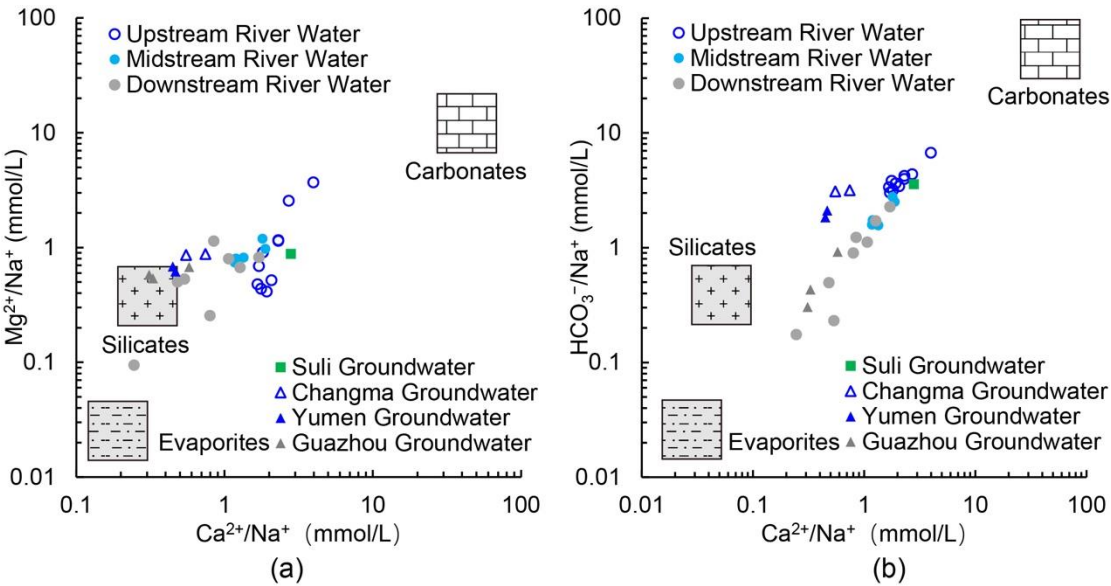 100
10
1
0.1
0.01
Mg²⁺/Na⁺ (mmol/L)
Upstream River Water
Midstream River Water
Downstream River Water
Carbonates
Silicates
Evaporites
Suli Groundwater
Changma Groundwater
Yumen Groundwater
Guazhou Groundwater
0.1 1 10 100
Ca²⁺/Na⁺ (mmol/L)
(a)
100
10
1
0.1
0.01
HCO₃⁻/Na⁺ (mmol/L)
Upstream River Water
Midstream River Water
Downstream River Water
Carbonates
Silicates
Evaporites
Suli Groundwater
Changma Groundwater
Yumen Groundwater
Guazhou Groundwater
0.01 0.1 1 10 100
Ca²⁺/Na⁺ (mmol/L)
(b)